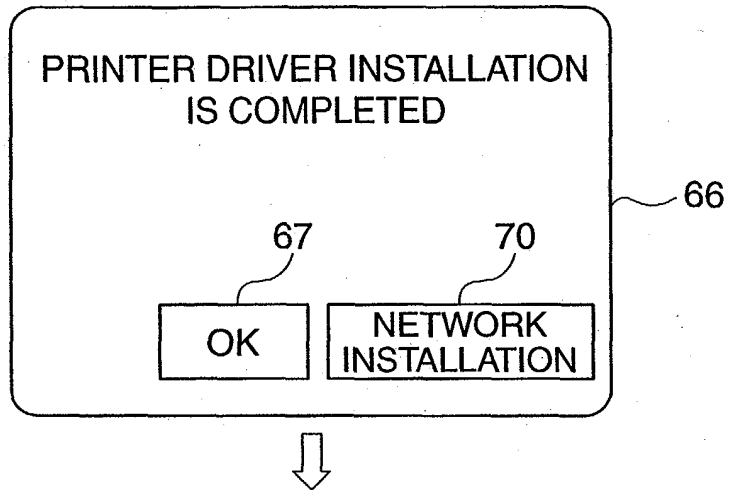 PRINTER DRIVER INSTALLATION
IS COMPLETED
66
67
70
OK
NETWORK
INSTALLATION